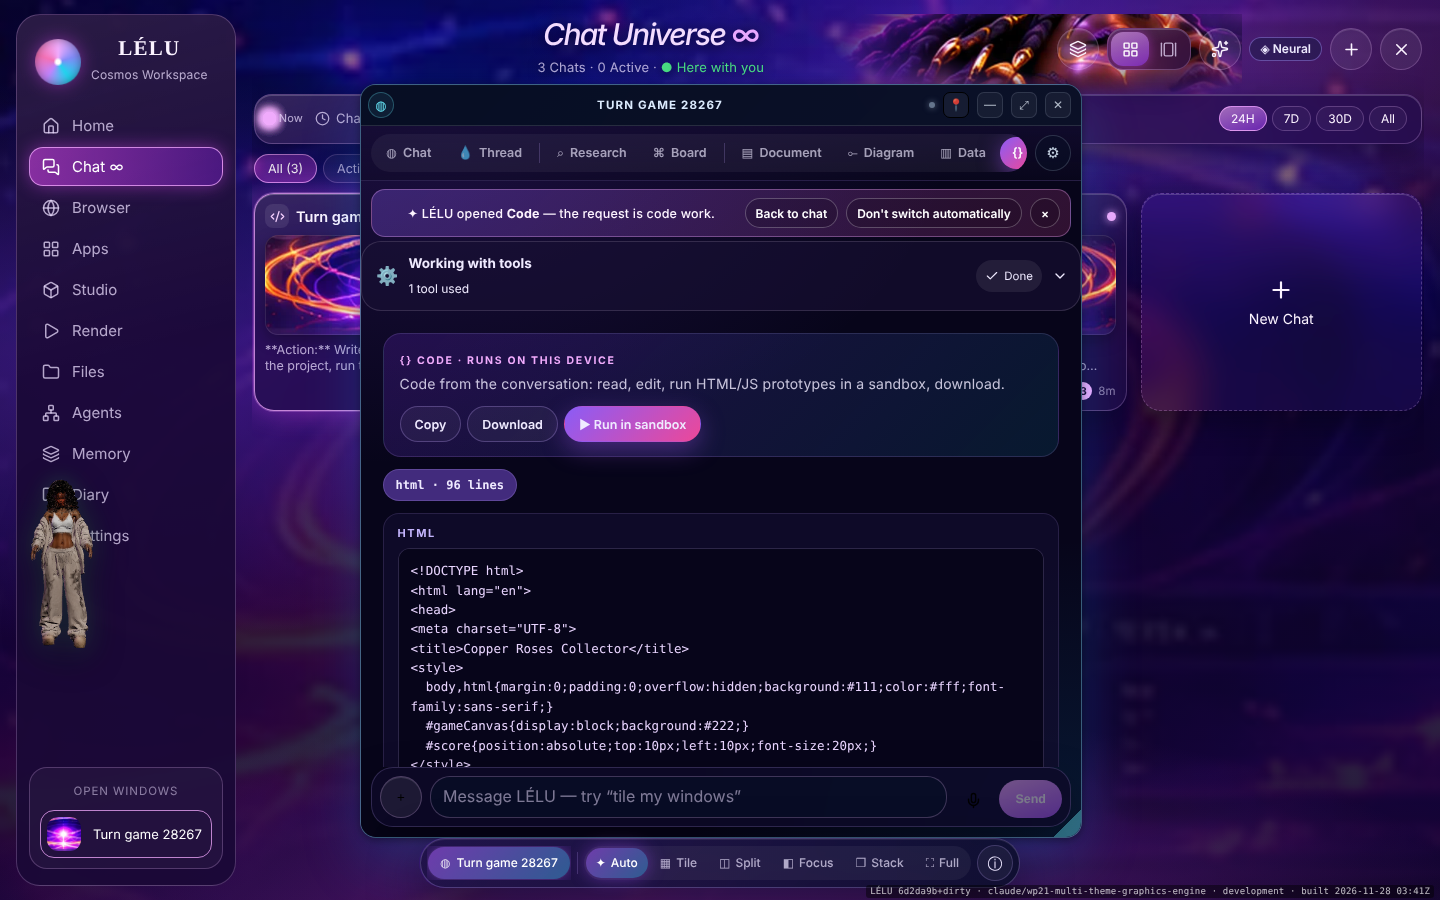 LÉLU
Cosmos Workspace
Home
Chat ∞
Browser
Apps
Studio
Render
Files
Agents
Memory
Diary
ttings
OPEN WINDOWS
Turn game 28267
Chat Universe ∞
3 Chats · 0 Active · ● Here with you
◈ Neural
Now
Cha
24H
7D
30D
All
All (3)
Acti
Turn gam
**Action:** Write
the project, run t
8m
New Chat
TURN GAME 28267
Chat
Thread
Research
⌘ Board
Document
Diagram
Data
{}
✦ LÉLU opened Code — the request is code work.
Back to chat
Don't switch automatically
×
Working with tools
1 tool used
✓ Done
{} CODE · RUNS ON THIS DEVICE
Code from the conversation: read, edit, run HTML/JS prototypes in a sandbox, download.
Copy
Download
▶ Run in sandbox
html · 96 lines
HTML
<!DOCTYPE html>
<html lang="en">
<head>
<meta charset="UTF-8">
<title>Copper Roses Collector</title>
<style>
body,html{margin:0;padding:0;overflow:hidden;background:#111;color:#fff;font-
family:sans-serif;}
#gameCanvas{display:block;background:#222;}
#score{position:absolute;top:10px;left:10px;font-size:20px;}
</style>
Message LÉLU — try “tile my windows”
Send
Turn game 28267
✦ Auto
Tile
Split
Focus
Stack
Full
LÉLU 6d2da9b+dirty · claude/wp21-multi-theme-graphics-engine · development · built 2026-11-28 03:41Z